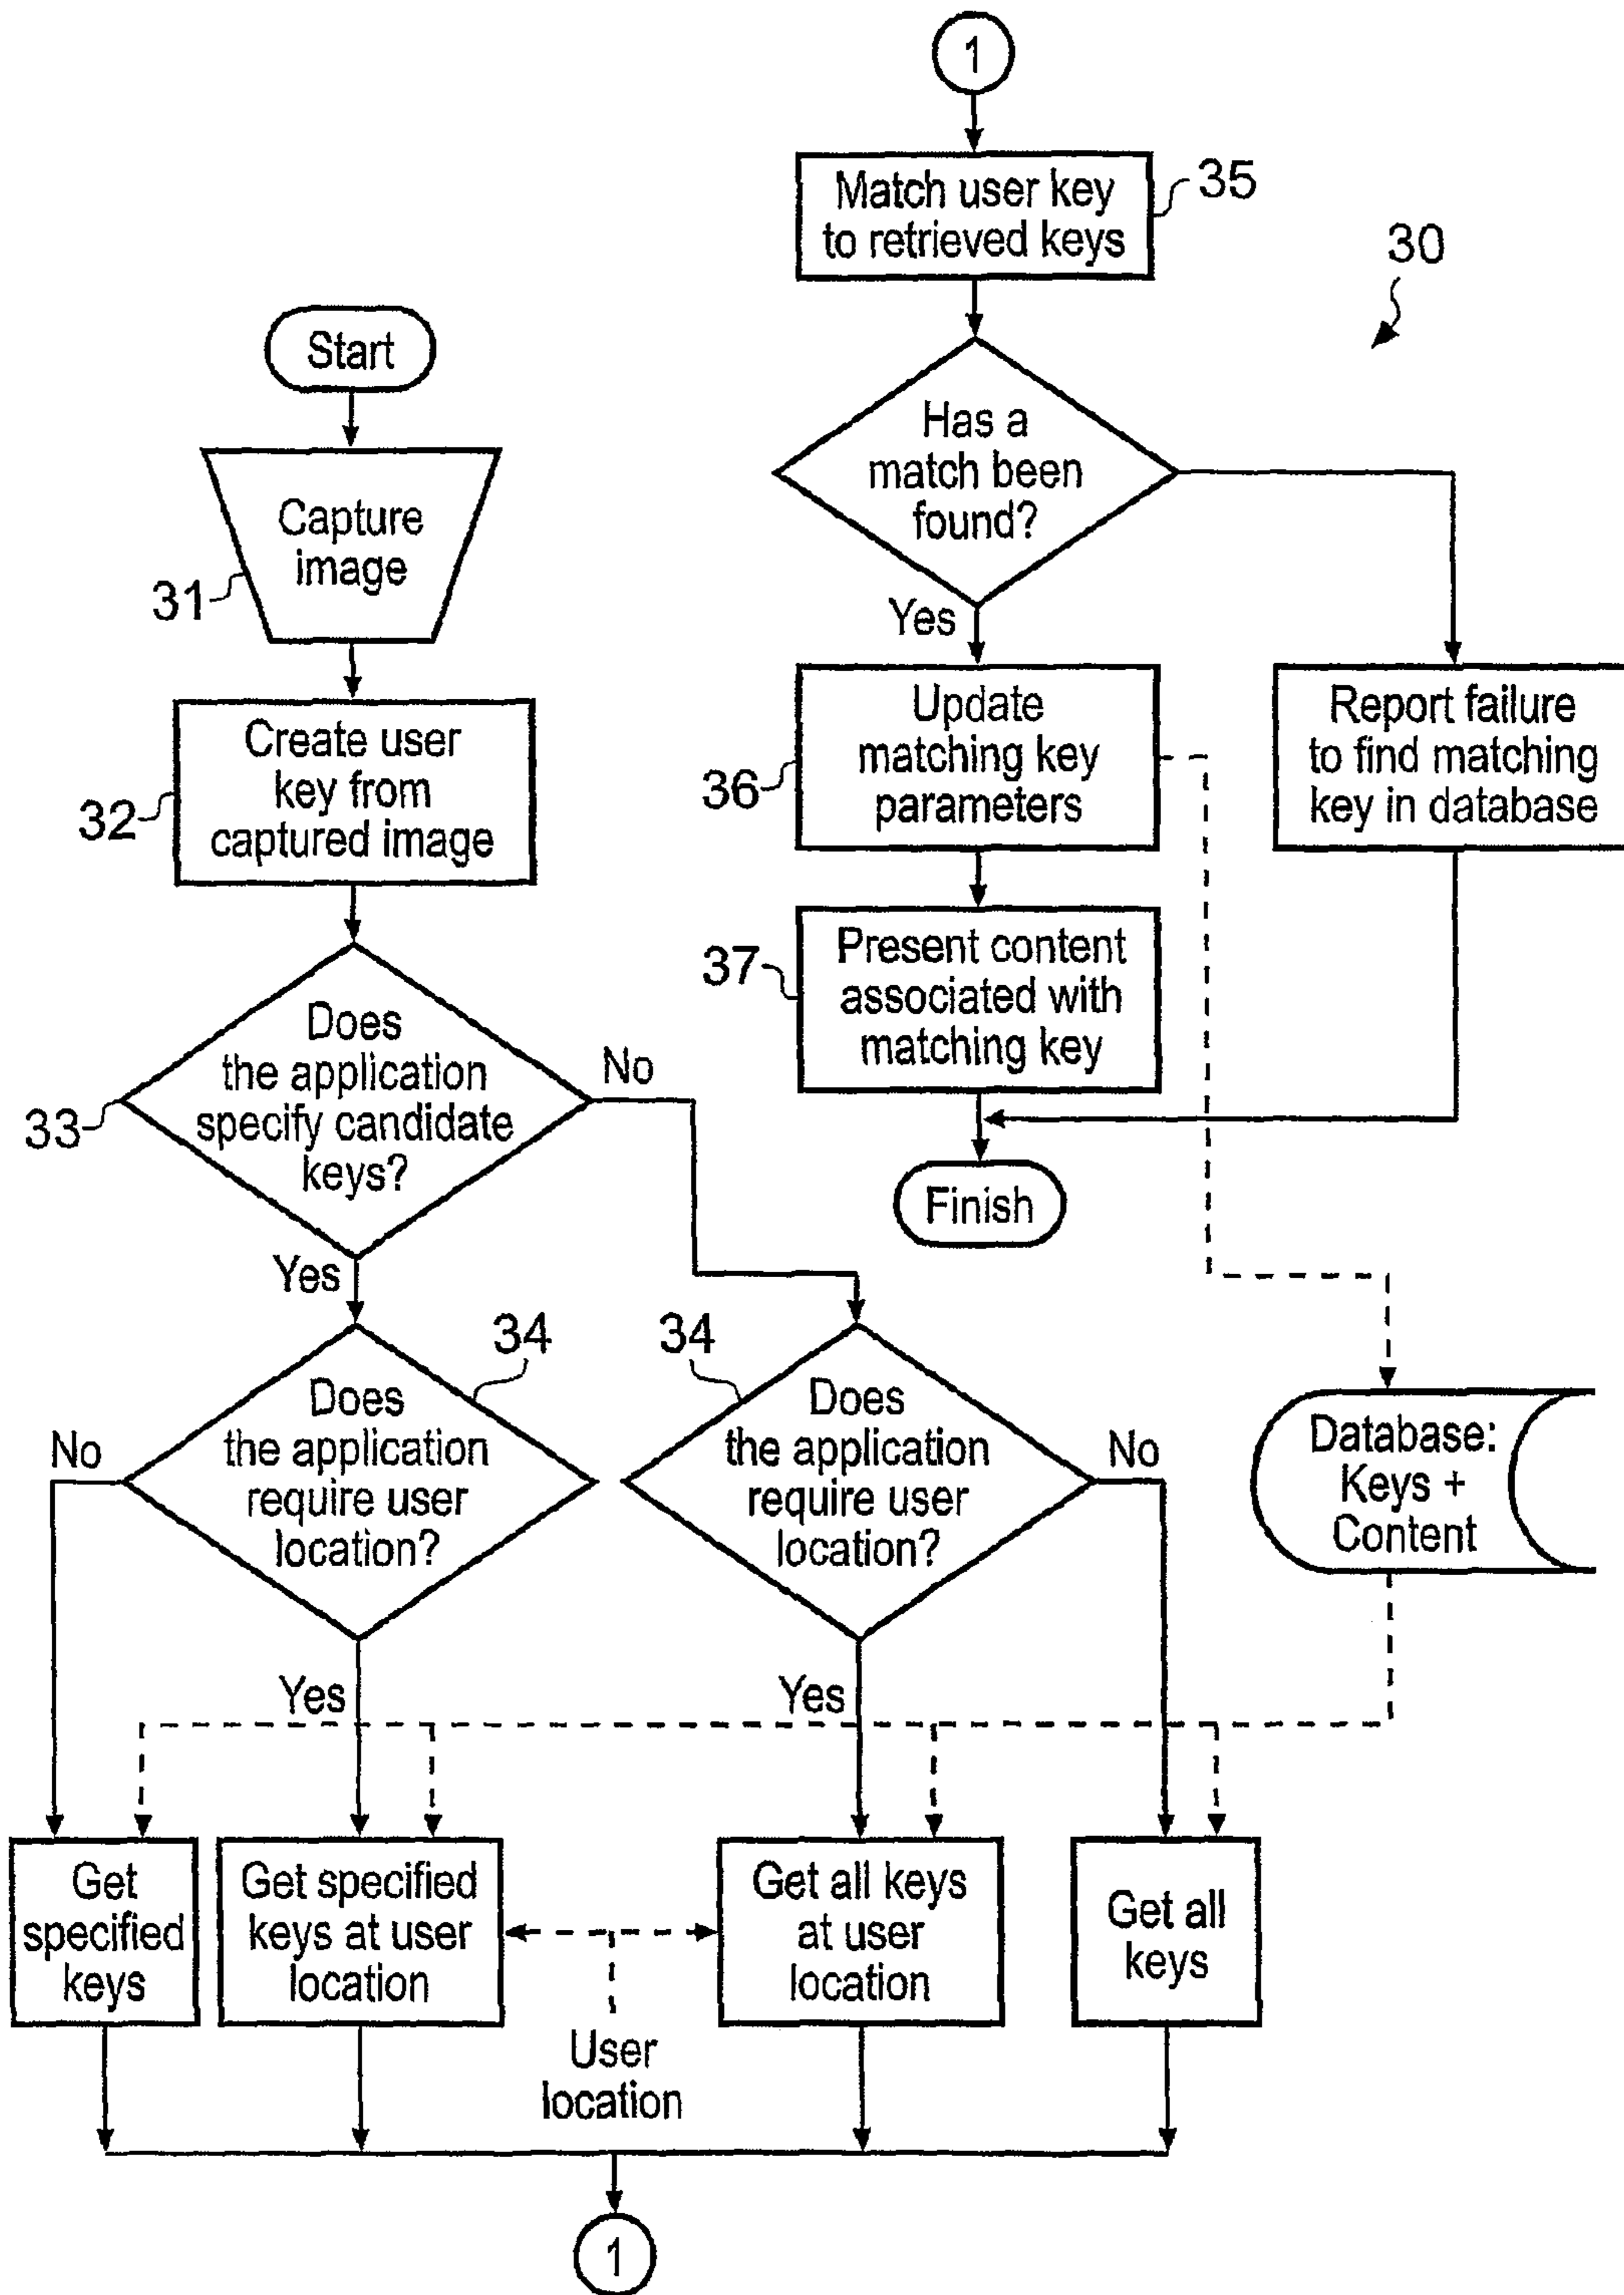 Start
Capture
image
31
Create user
key from
captured image
32
Does
the application
specify candidate
keys?
33
No
Yes
Does
the application
require user
location?
34
No
Yes
Does
the application
require user
location?
34
No
Yes
Database:
Keys +
Content
Get
specified
keys
Get specified
keys at user
location
User
location
Get all keys
at user
location
Get all
keys
1
1
Match user key
to retrieved keys
35
30
Has a
match been
found?
Yes
Update
matching key
parameters
36
Report failure
to find matching
key in database
Present content
associated with
matching key
37
Finish